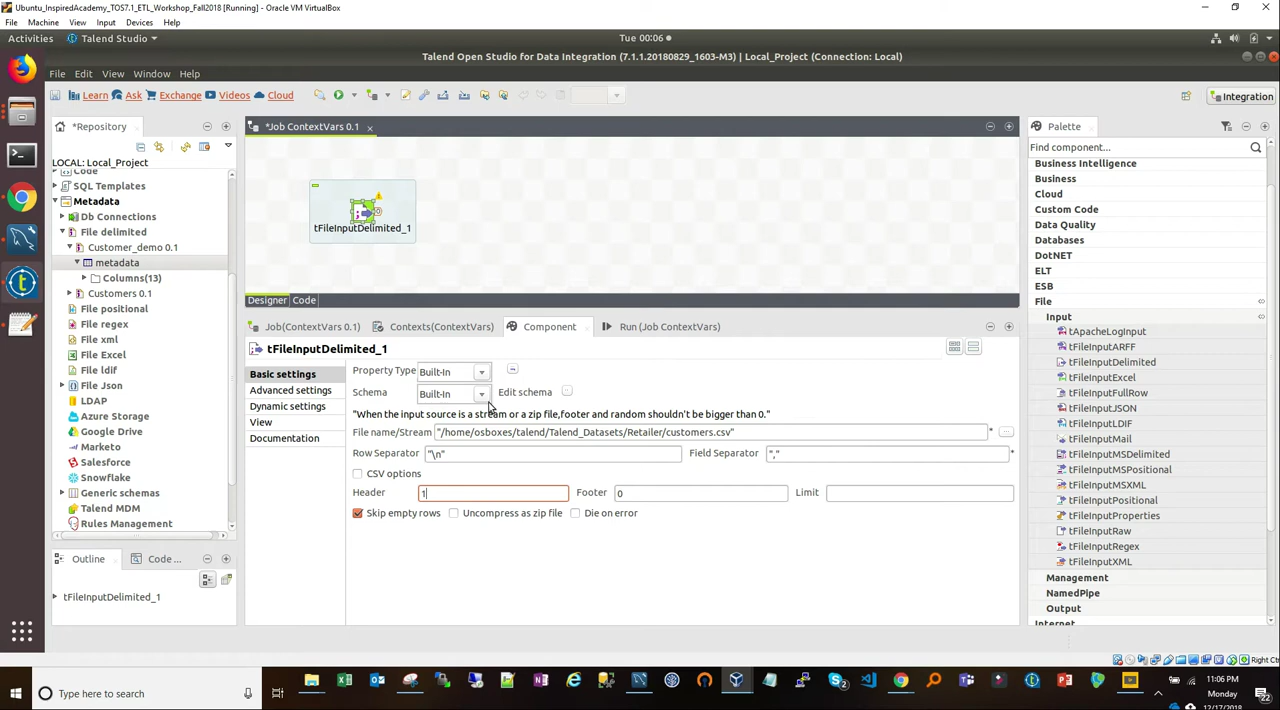 Ubuntu_InspiredAcademy_TOS7.1_ETL_Workshop_Fall2018 [Running] - Oracle VM VirtualBox
File Machine View Input Devices Help
Activities Talend Studio Tue 00:06
Talend Open Studio for Data Integration (7.1.1.20180829_1603-M3) | Local_Project (Connection: Local)
File Edit View Window Help
Learn Ask Exchange Videos Cloud Integration
*Repository
*Job ContextVars 0.1
Palette
Find component...
LOCAL: Local_Project
Code
SQL Templates
Metadata
Db Connections
File delimited
Customer_demo 0.1
metadata
Columns(13)
Customers 0.1
File positional
File regex
File xml
File Excel
File ldif
File Json
LDAP
Azure Storage
Google Drive
Marketo
Salesforce
Snowflake
Generic schemas
Talend MDM
Rules Management
Outline Code ...
tFileInputDelimited_1
tFileInputDelimited_1
Designer Code
Job(ContextVars 0.1) Contexts(ContextVars) Component Run (Job ContextVars)
tFileInputDelimited_1
Basic settings
Advanced settings
Dynamic settings
View
Documentation
Property Type Built-In
Schema Built-In Edit schema
"When the input source is a stream or a zip file,footer and random shouldn't be bigger than 0."
File name/Stream "/home/osboxes/talend/Talend_Datasets/Retailer/customers.csv" *
Row Separator "\n" Field Separator "," *
CSV options
Header 1 Footer 0 Limit
Skip empty rows Uncompress as zip file Die on error
Business Intelligence
Business
Cloud
Custom Code
Data Quality
Databases
DotNET
ELT
ESB
File
Input
tApacheLogInput
tFileInputARFF
tFileInputDelimited
tFileInputExcel
tFileInputFullRow
tFileInputJSON
tFileInputLDIF
tFileInputMail
tFileInputMSDelimited
tFileInputMSPositional
tFileInputMSXML
tFileInputPositional
tFileInputProperties
tFileInputRaw
tFileInputRegex
tFileInputXML
Management
NamedPipe
Output
Internet
Right Ct
Type here to search
11:06 PM
Monday
12/17/2018
22